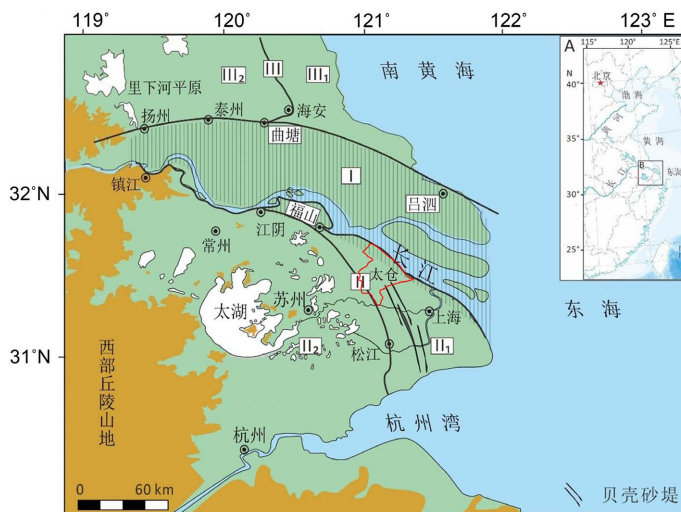 119°
120°
121°
122°
123° E
A
115°
120°
125°E
N
北京
40°
渤 海
黄 河
35°
黄 海
B
东海
长 江
30°
25°
南 黄 海
III₂
III
III₁
里下河平原
扬州
泰州
海安
曲塘
I
32°N
镇江
吕泗
福山
江阴
常州
长 江
太仓
II
苏州
太湖
上海
东 海
31°N
II₂
松江
II₁
西部丘陵山地
杭州湾
杭州
0
60 km
贝壳砂堤